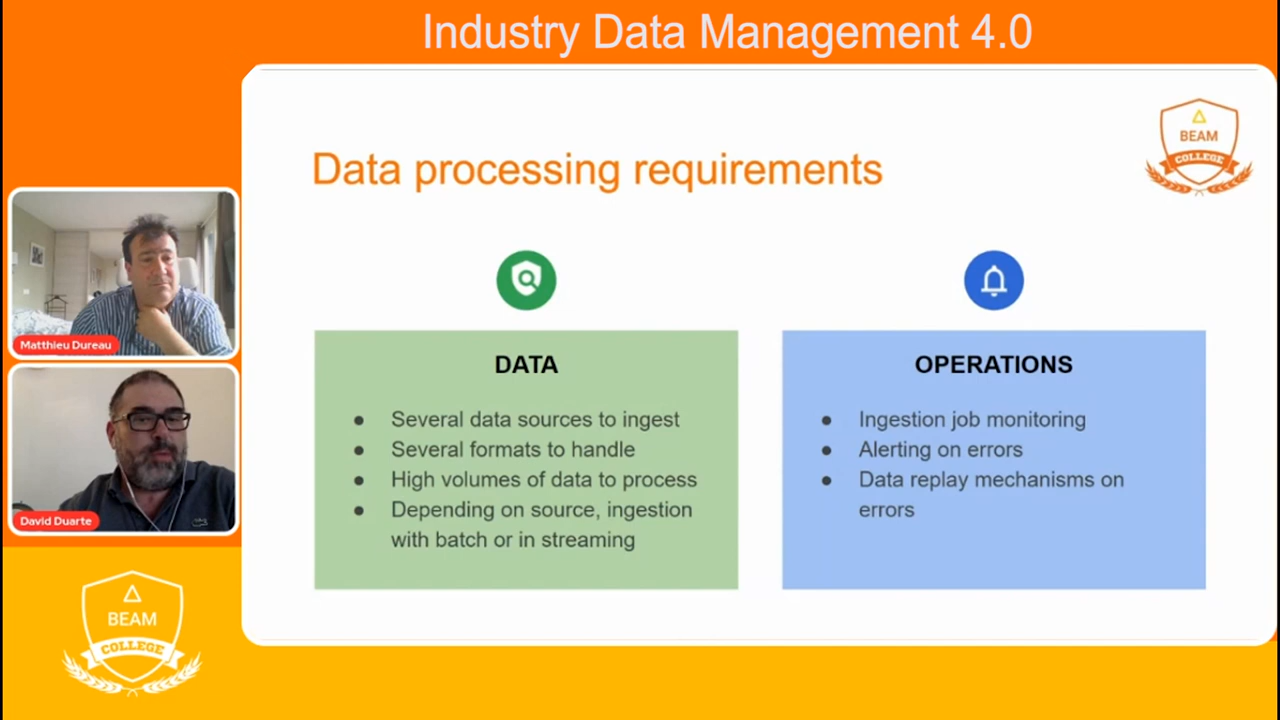 Industry Data Management 4.0
Data processing requirements
BEAM
COLLEGE
Matthieu Dureau
David Duarte
DATA
● Several data sources to ingest
● Several formats to handle
● High volumes of data to process
● Depending on source, ingestion
with batch or in streaming
OPERATIONS
● Ingestion job monitoring
● Alerting on errors
● Data replay mechanisms on
errors
BEAM
COLLEGE